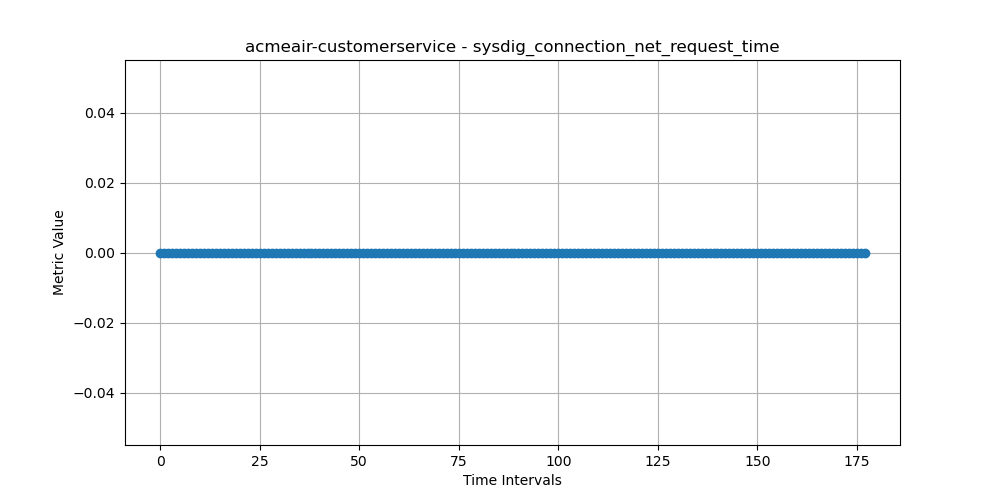 acmeair-customerservice - sysdig_connection_net_request_time
Metric Value
0.04
0.02
0.00
−0.02
−0.04
0 25 50 75 100 125 150 175
Time Intervals